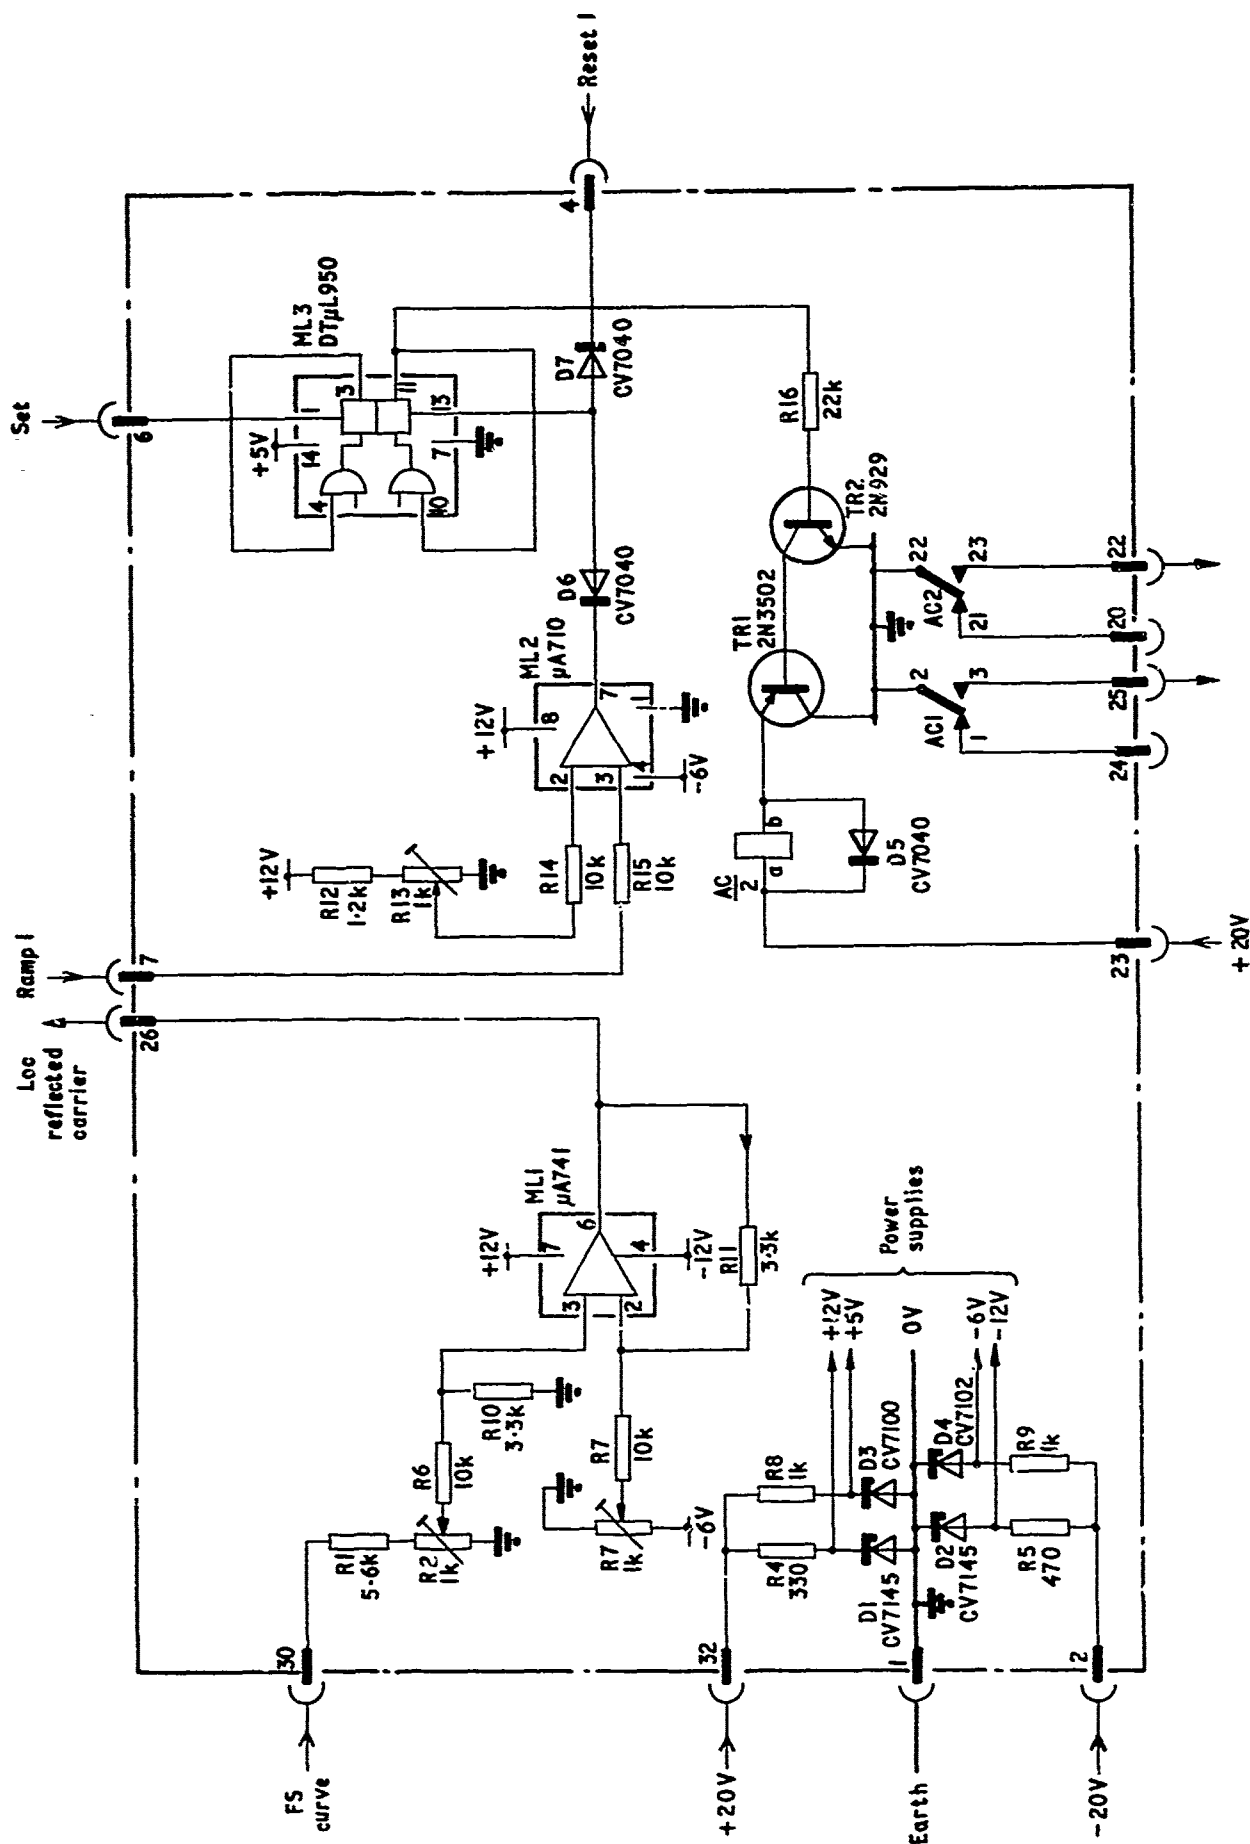 FS
curve
30
R1
5·6k
R2
1k
R6
10k
R10
3·3k
R7
1k
-6V
R7
10k
+12V
ML1
µA741
3
2
7
6
4
-12V
R11
3·3k
26
Loc
reflected
carrier
Ramp 1
7
+12V
R12
1·2k
R13
1k
R14
10k
R15
10k
+12V
ML2
µA710
2
3
8
7
4
1
-6V
D6
CV7040
D7
CV7040
Set
6
+5V
ML3
DTµL950
14
1
3
14
11
10
7
13
4
Reset 1
R16
22k
TR2
2N929
TR1
2N3502
AC
2
a
b
D5
CV7040
23
+20V
AC1
2
1
3
24
25
AC2
22
21
23
20
22
+20V
32
R4
330
R8
1k
D1
CV7145
D3
CV7100
+12V
+5V
0V
-6V
-12V
Power
supplies
Earth
1
D2
CV7145
D4
CV7102
R5
470
R9
1k
-20V
2